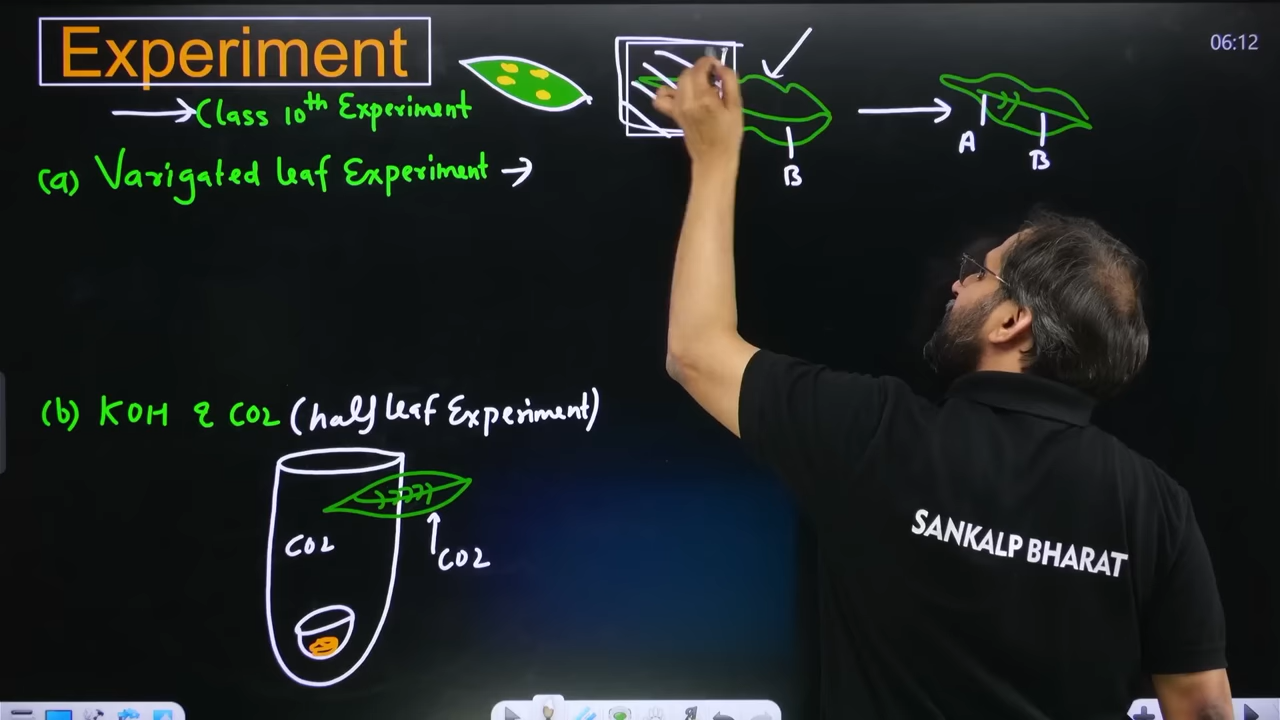 Experiment
06:12
→ Class 10th Experiment
(a) Varigated leaf Experiment →
B
A
B
(b) KOH & CO2 (half leaf Experiment)
CO2
CO2
SANKALP BHARAT